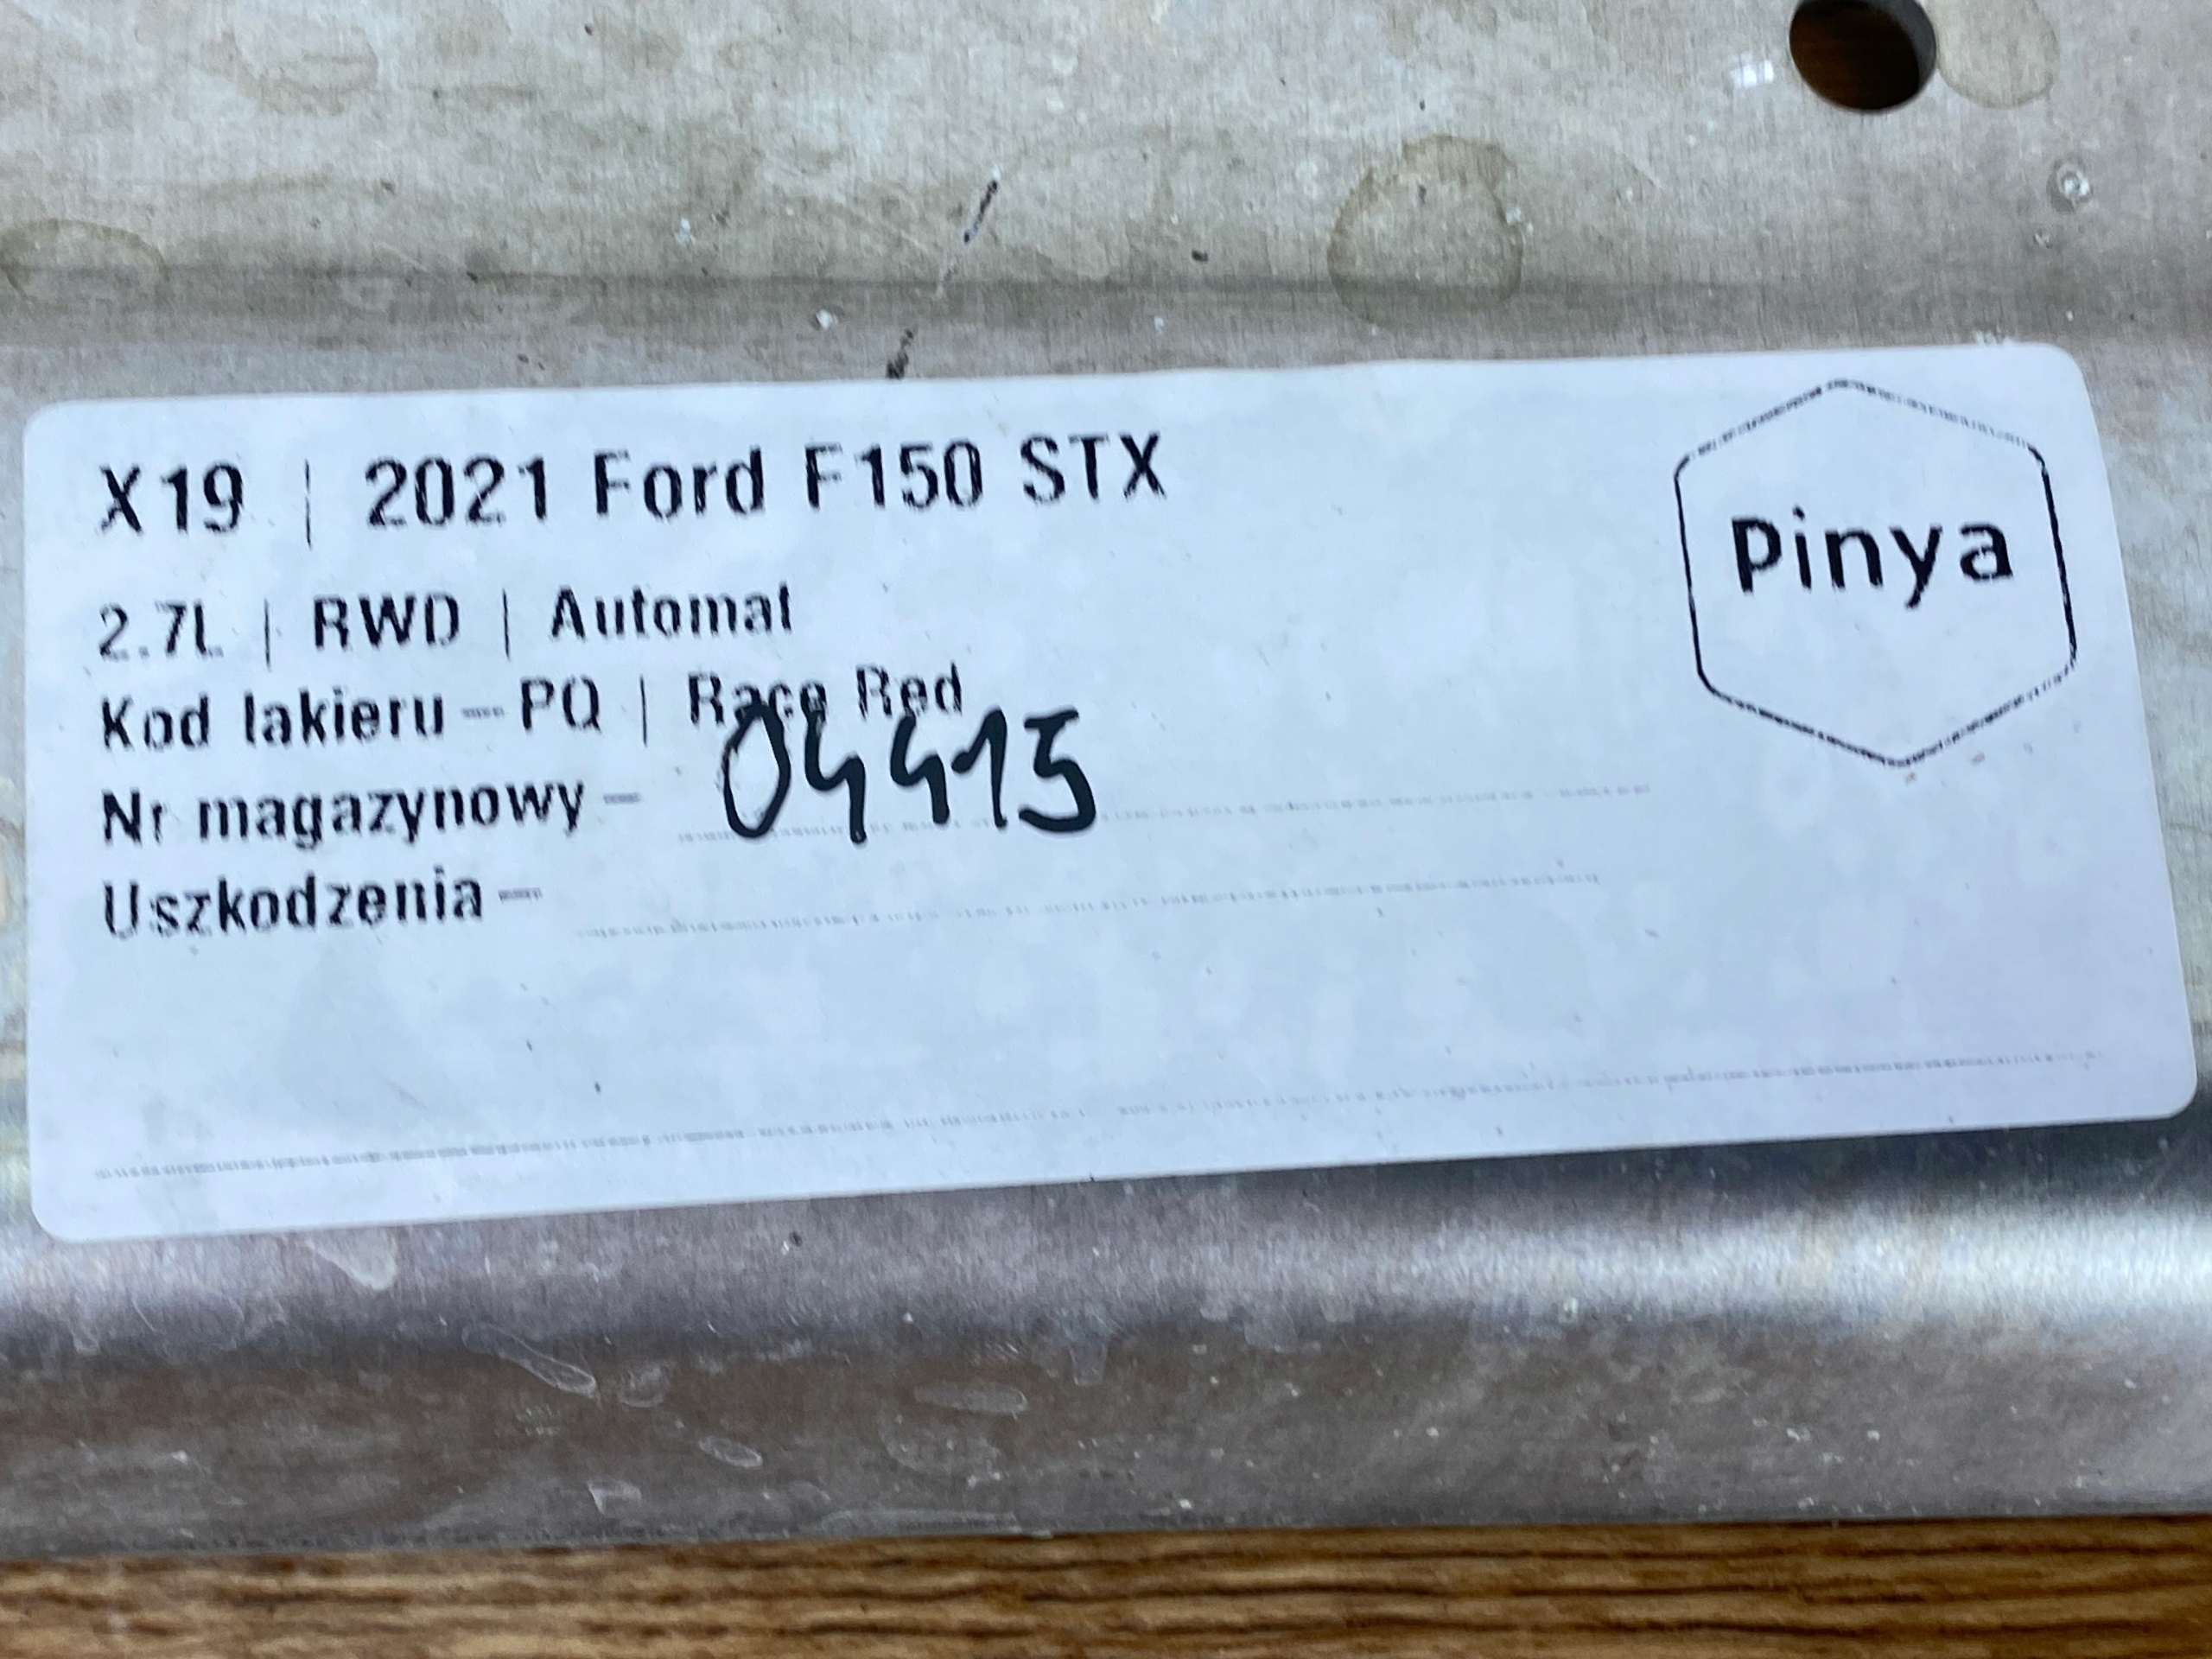 X19 | 2021 Ford F150 STX
Pinya
2.7L | RWD | Automat
Kod lakieru – PQ | Race Red
Nr magazynowy – 04415
Uszkodzenia –